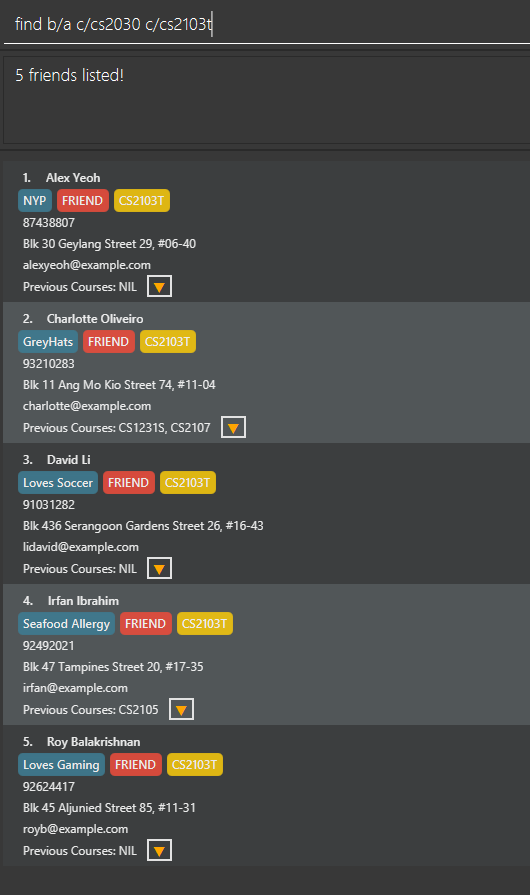 find b/a c/cs2030 c/cs2103t
5 friends listed!
1. Alex Yeoh
NYP FRIEND CS2103T
87438807
Blk 30 Geylang Street 29, #06-40
alexyeoh@example.com
Previous Courses: NIL
2. Charlotte Oliveiro
GreyHats FRIEND CS2103T
93210283
Blk 11 Ang Mo Kio Street 74, #11-04
charlotte@example.com
Previous Courses: CS1231S, CS2107
3. David Li
Loves Soccer FRIEND CS2103T
91031282
Blk 436 Serangoon Gardens Street 26, #16-43
lidavid@example.com
Previous Courses: NIL
4. Irfan Ibrahim
Seafood Allergy FRIEND CS2103T
92492021
Blk 47 Tampines Street 20, #17-35
irfan@example.com
Previous Courses: CS2105
5. Roy Balakrishnan
Loves Gaming FRIEND CS2103T
92624417
Blk 45 Aljunied Street 85, #11-31
royb@example.com
Previous Courses: NIL